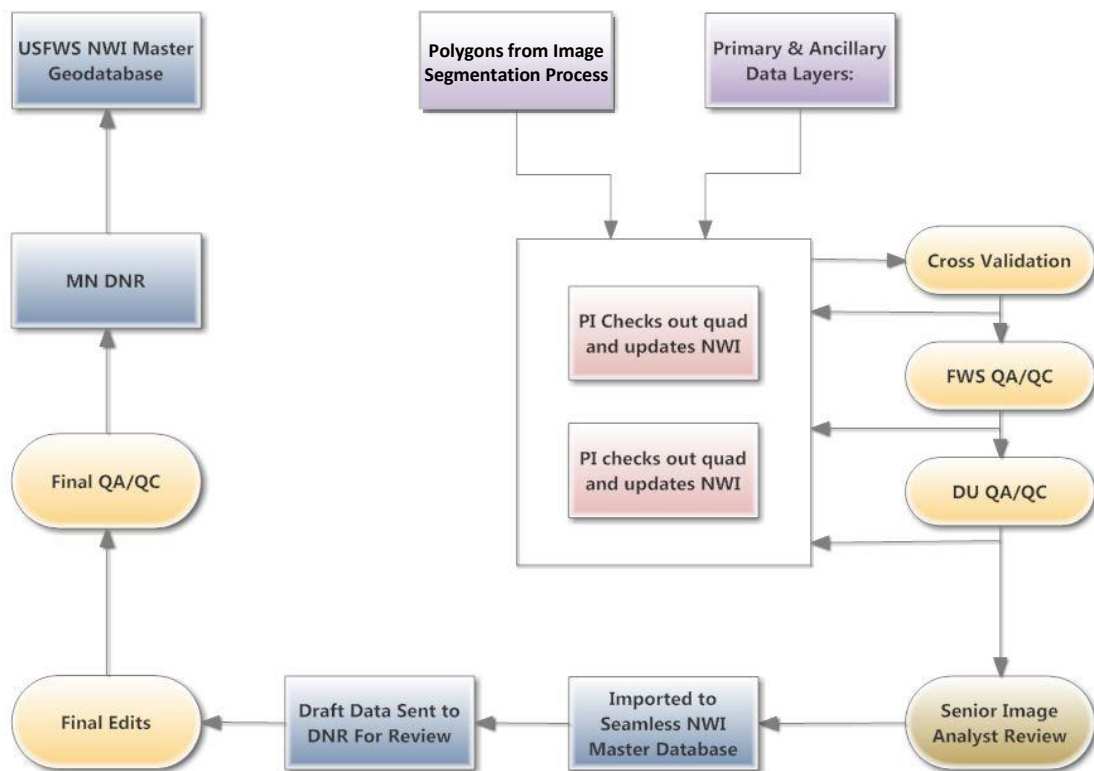 USFWS NWI Master
Geodatabase
Polygons from Image
Segmentation Process
Primary & Ancillary
Data Layers:
MN DNR
Cross Validation
PI Checks out quad
and updates NWI
FWS QA/QC
Final QA/QC
PI checks out quad
and updates NWI
DU QA/QC
Final Edits
Draft Data Sent to
DNR For Review
Imported to
Seamless NWI
Master Database
Senior Image
Analyst Review